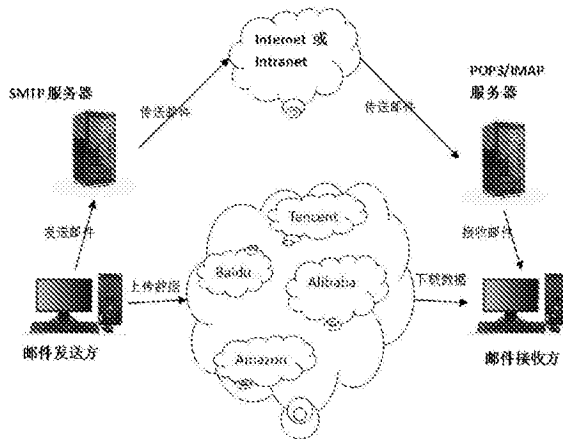 Internet 或
Intranet
SMTP 服务器
POP3/IMAP
服务器
传送邮件
传送邮件
发送邮件
接收邮件
Tencent
Baidu
Alibaba
Amazon
上传数据
下载数据
邮件发送方
邮件接收方